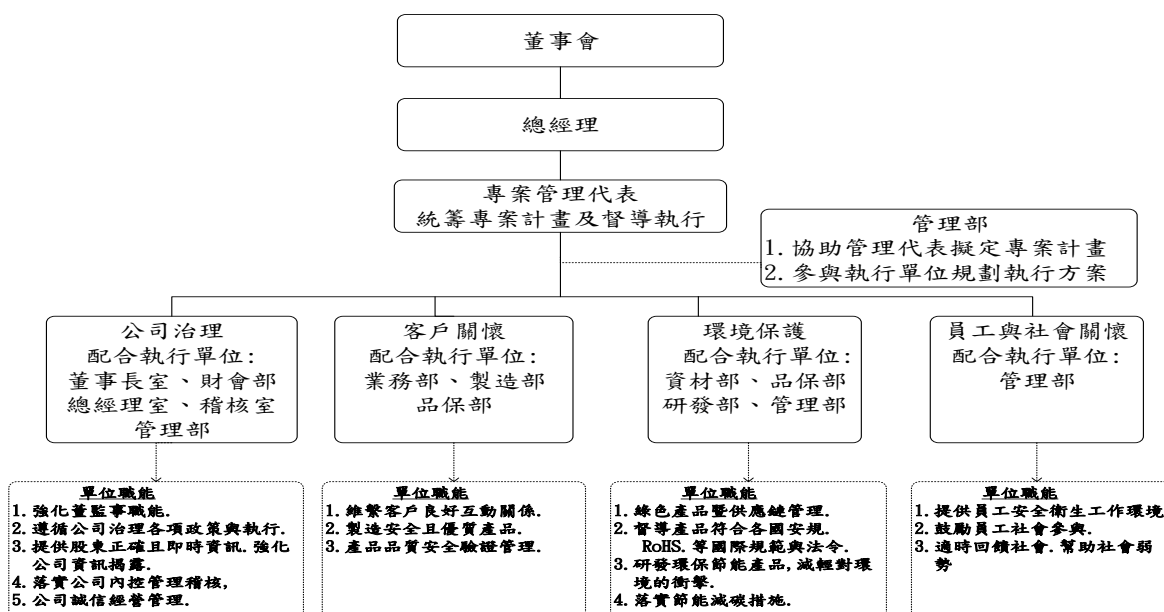 董事會
總經理
專案管理代表
統籌專案計畫及督導執行
管理部
1. 協助管理代表擬定專案計畫
2. 參與執行單位規劃執行方案
公司治理
配合執行單位:
董事長室、財會部
總經理室、稽核室
管理部
客戶關懷
配合執行單位:
業務部、製造部
品保部
環境保護
配合執行單位:
資材部、品保部
研發部、管理部
員工與社會關懷
配合執行單位:
管理部
單位職能
1. 強化董監事職能.
2. 遵循公司治理各項政策與執行.
3. 提供股東正確且即時資訊. 強化
公司資訊揭露.
4. 落實公司內控管理稽核,
5. 公司誠信經營管理.
單位職能
1. 維繫客戶良好互動關係.
2. 製造安全且優質產品.
3. 產品品質安全驗證管理.
單位職能
1. 綠色產品暨供應鏈管理.
2. 督導產品符合各國安規.
RoHS. 等國際規範與法令.
3. 研發環保節能產品, 減輕對環
境的衝擊.
4. 落實節能減碳措施.
單位職能
1. 提供員工安全衛生工作環境
2. 鼓勵員工社會參與.
3. 適時回饋社會. 幫助社會弱
勢